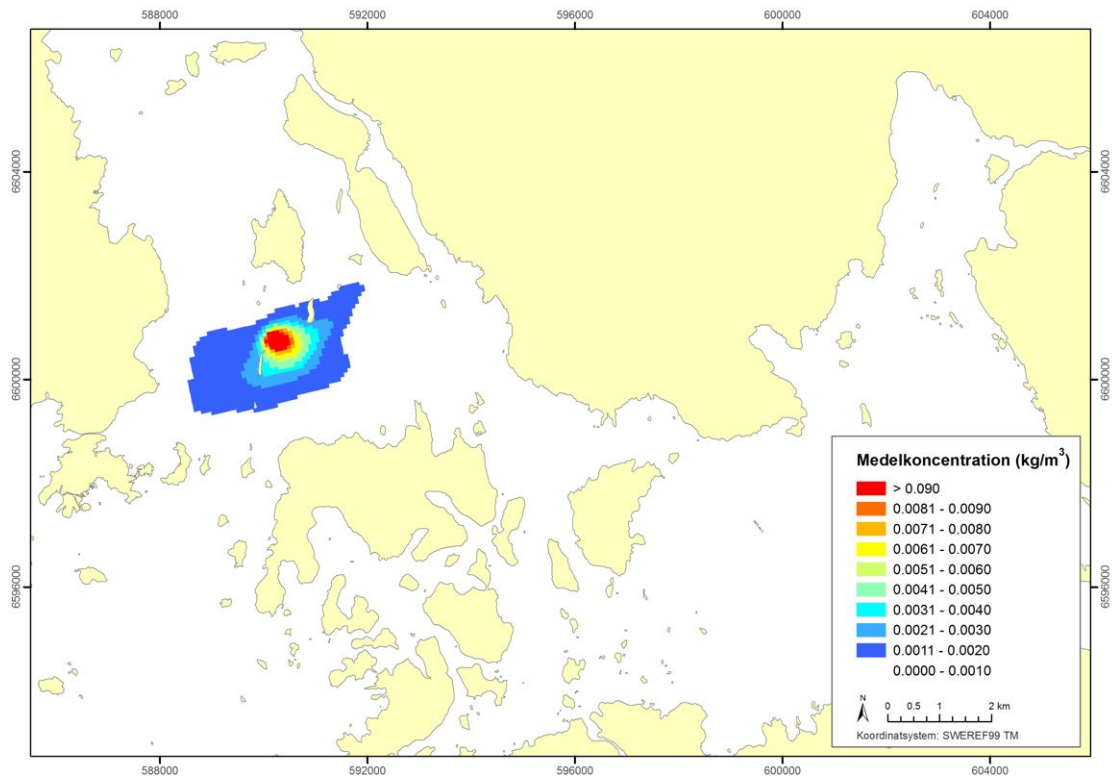 588000 592000 596000 600000 604000
6604000 6604000
6600000 6600000
Medelkoncentration (kg/m³)
> 0.090
0.0081 - 0.0090
0.0071 - 0.0080
0.0061 - 0.0070
0.0051 - 0.0060
0.0041 - 0.0050
0.0031 - 0.0040
0.0021 - 0.0030
0.0011 - 0.0020
0.0000 - 0.0010
6596000 6596000
N
0 0.5 1 2 km
Koordinatsystem: SWEREF99 TM
588000 592000 596000 600000 604000